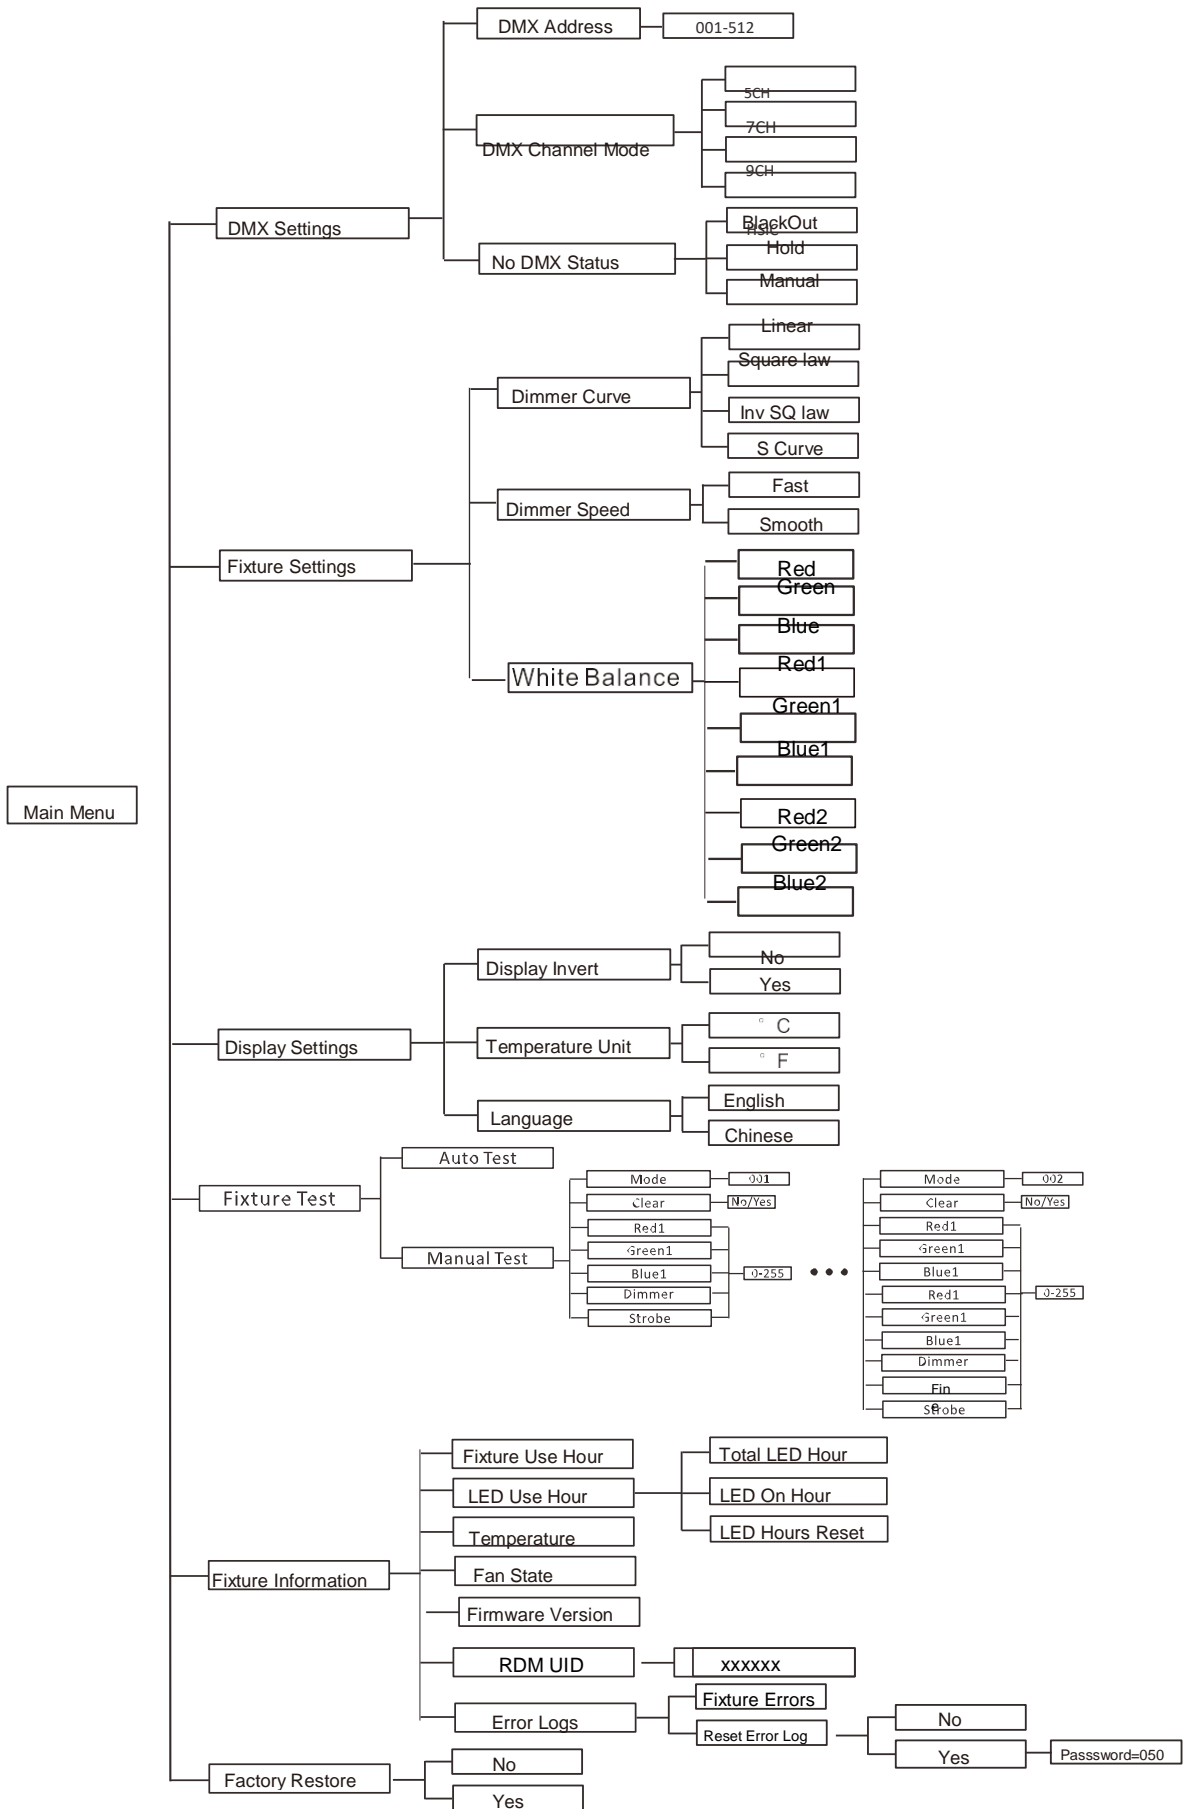 DMX Address
001-512
5CH
7CH
DMX Channel Mode
9CH
HSIC
DMX Settings
BlackOut
Hold
No DMX Status
Manual
Linear
Square law
Dimmer Curve
Inv SQ law
S Curve
Fast
Dimmer Speed
Smooth
Fixture Settings
Red
Green
Blue
Red1
White Balance
Green1
Blue1
Main Menu
Red2
Green2
Blue2
No
Display Invert
Yes
° C
Display Settings
Temperature Unit
° F
English
Language
Chinese
Auto Test
Fixture Test
Manual Test
Mode
001
Clear
No/Yes
Red1
Green1
Blue1
0-255
Dimmer
Strobe
•••
Mode
002
Clear
No/Yes
Red1
Green1
Blue1
Red1
0-255
Green1
Blue1
Dimmer
Fin
e
Strobe
Fixture Use Hour
Total LED Hour
LED Use Hour
LED On Hour
Temperature
LED Hours Reset
Fixture Information
Fan State
Firmware Version
RDM UID
xxxxxx
Error Logs
Fixture Errors
Reset Error Log
No
Yes
Passsword=050
Factory Restore
No
Yes